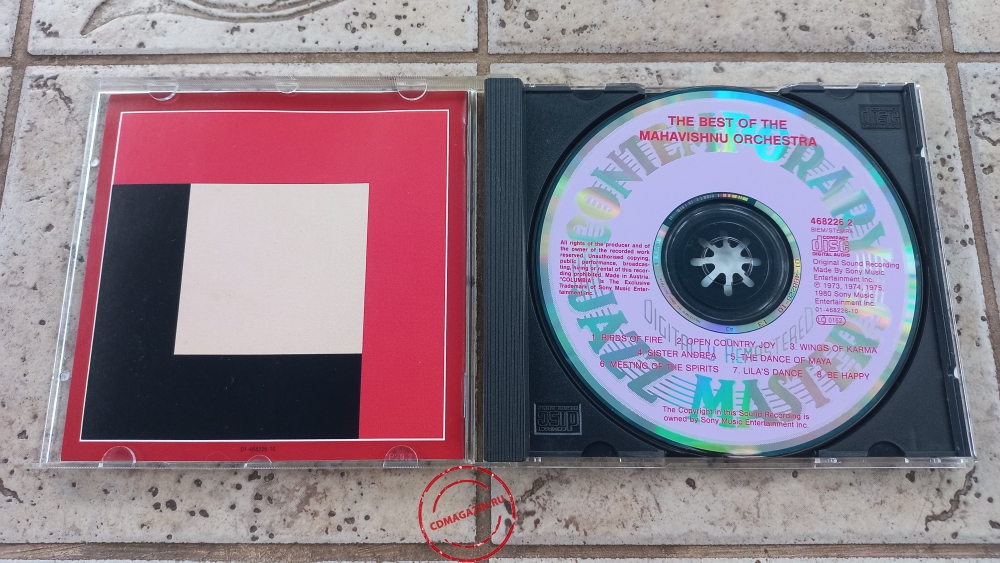 THE BEST OF THE
MAHAVISHNU ORCHESTRA
CONTEMPORARY
JAZZ
MASTERS
All rights of the producer and of
the owner of the recorded work
reserved. Unauthorised copying,
public performance, broadcas-
ting, hiring or rental of this recor-
ding prohibited. Made in Austria.
"COLUMBIA" is The Exclusive
Trademark of Sony Music Enter-
tainment Inc.
468226 2
BIEM/STEMRA
COMPACT
disc
DIGITAL AUDIO
Original Sound Recording
Made By Sony Music
Entertainment Inc.
℗ 1973, 1974, 1975,
1980 Sony Music
Entertainment Inc.
01-468226-10
LC 0162
DIGITALLY REMASTERED
1. BIRDS OF FIRE 2. OPEN COUNTRY JOY 3. WINGS OF KARMA
4. SISTER ANDREA 5. THE DANCE OF MAYA
6. MEETING OF THE SPIRITS 7. LILA'S DANCE 8. BE HAPPY
The Copyright in this Sound Recording is
owned by Sony Music Entertainment Inc.
01-468226-10
CDMAGAZIN.RU